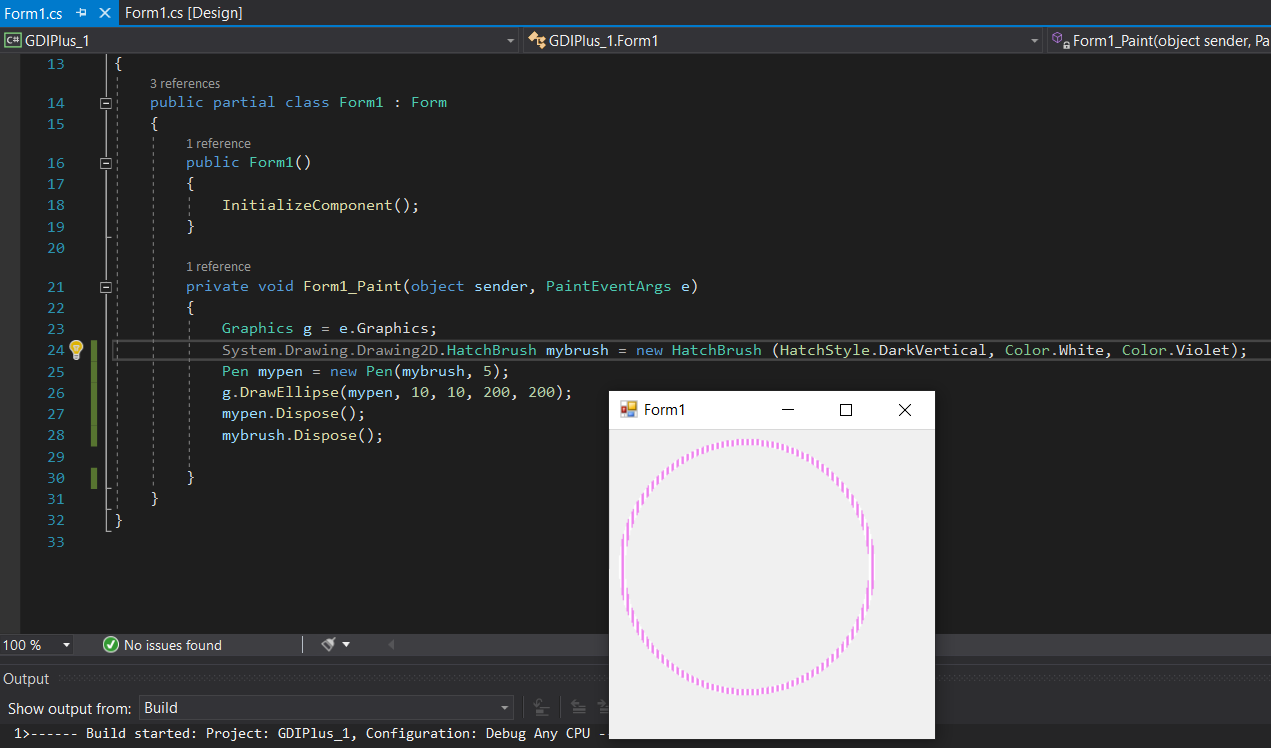 Form1.cs Form1.cs [Design]
C# GDIPlus_1 GDIPlus_1.Form1 Form1_Paint(object sender, Pa
13 {
3 references
14 public partial class Form1 : Form
15 {
1 reference
16 public Form1()
17 {
18 InitializeComponent();
19 }
20
1 reference
21 private void Form1_Paint(object sender, PaintEventArgs e)
22 {
23 Graphics g = e.Graphics;
24 System.Drawing.Drawing2D.HatchBrush mybrush = new HatchBrush (HatchStyle.DarkVertical, Color.White, Color.Violet);
25 Pen mypen = new Pen(mybrush, 5);
26 g.DrawEllipse(mypen, 10, 10, 200, 200);
27 mypen.Dispose();
28 mybrush.Dispose();
29
30 }
31 }
32 }
33
Form1
100 % No issues found
Output
Show output from: Build
1>------ Build started: Project: GDIPlus_1, Configuration: Debug Any CPU -